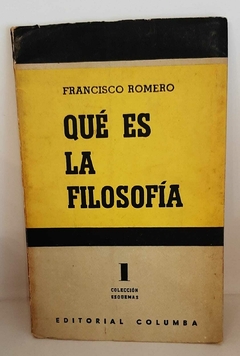 FRANCISCO ROMERO
QUÉ ES
LA
FILOSOFÍA
1
COLECCIÓN
ESQUEMAS
EDITORIAL COLUMBA